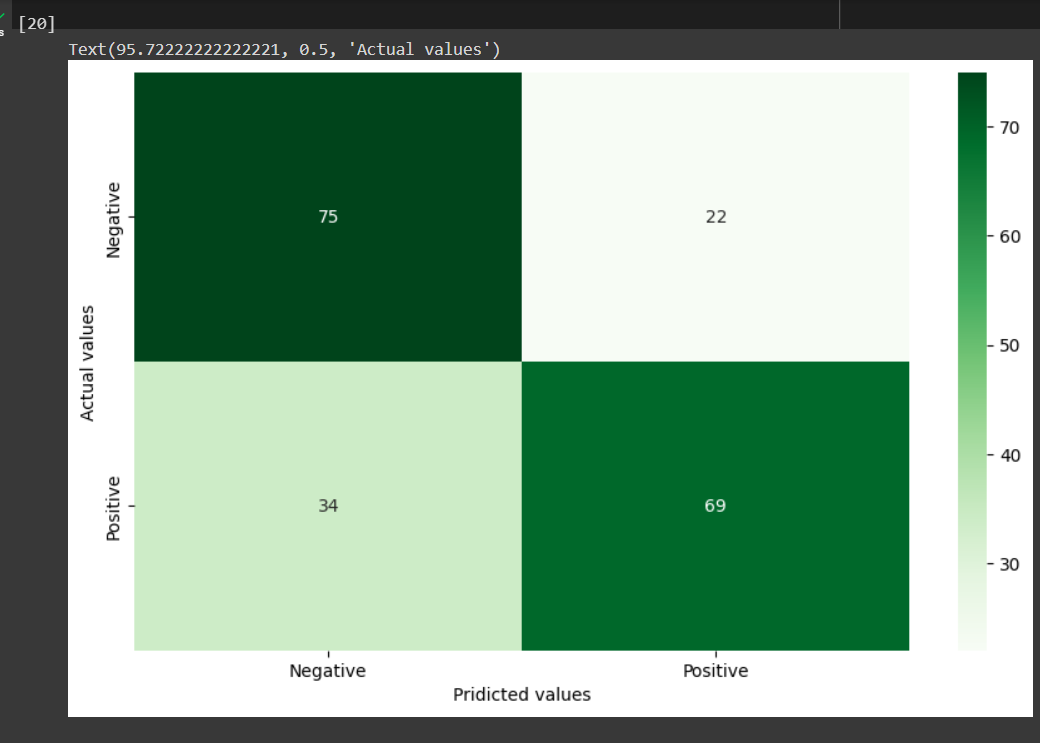 [20]
s
Text(95.72222222222221, 0.5, 'Actual values')
70
60
50
40
30
Actual values
Negative
75
22
Positive
34
69
Negative
Positive
Pridicted values